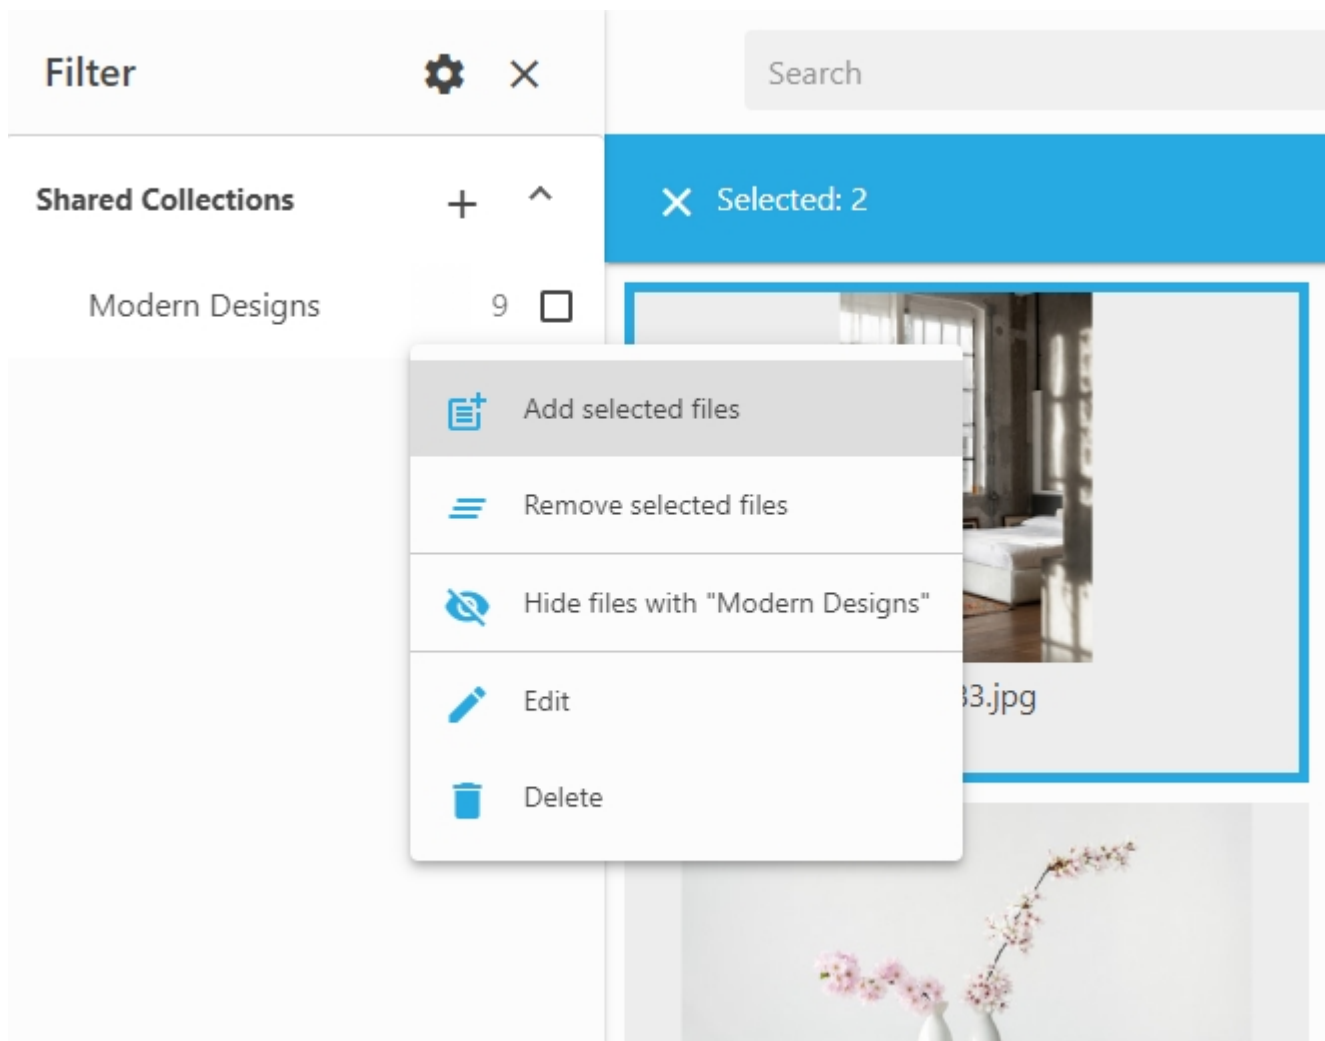 Filter
Search
Shared Collections
Selected: 2
Modern Designs 9
Add selected files
Remove selected files
Hide files with "Modern Designs"
Edit
33.jpg
Delete